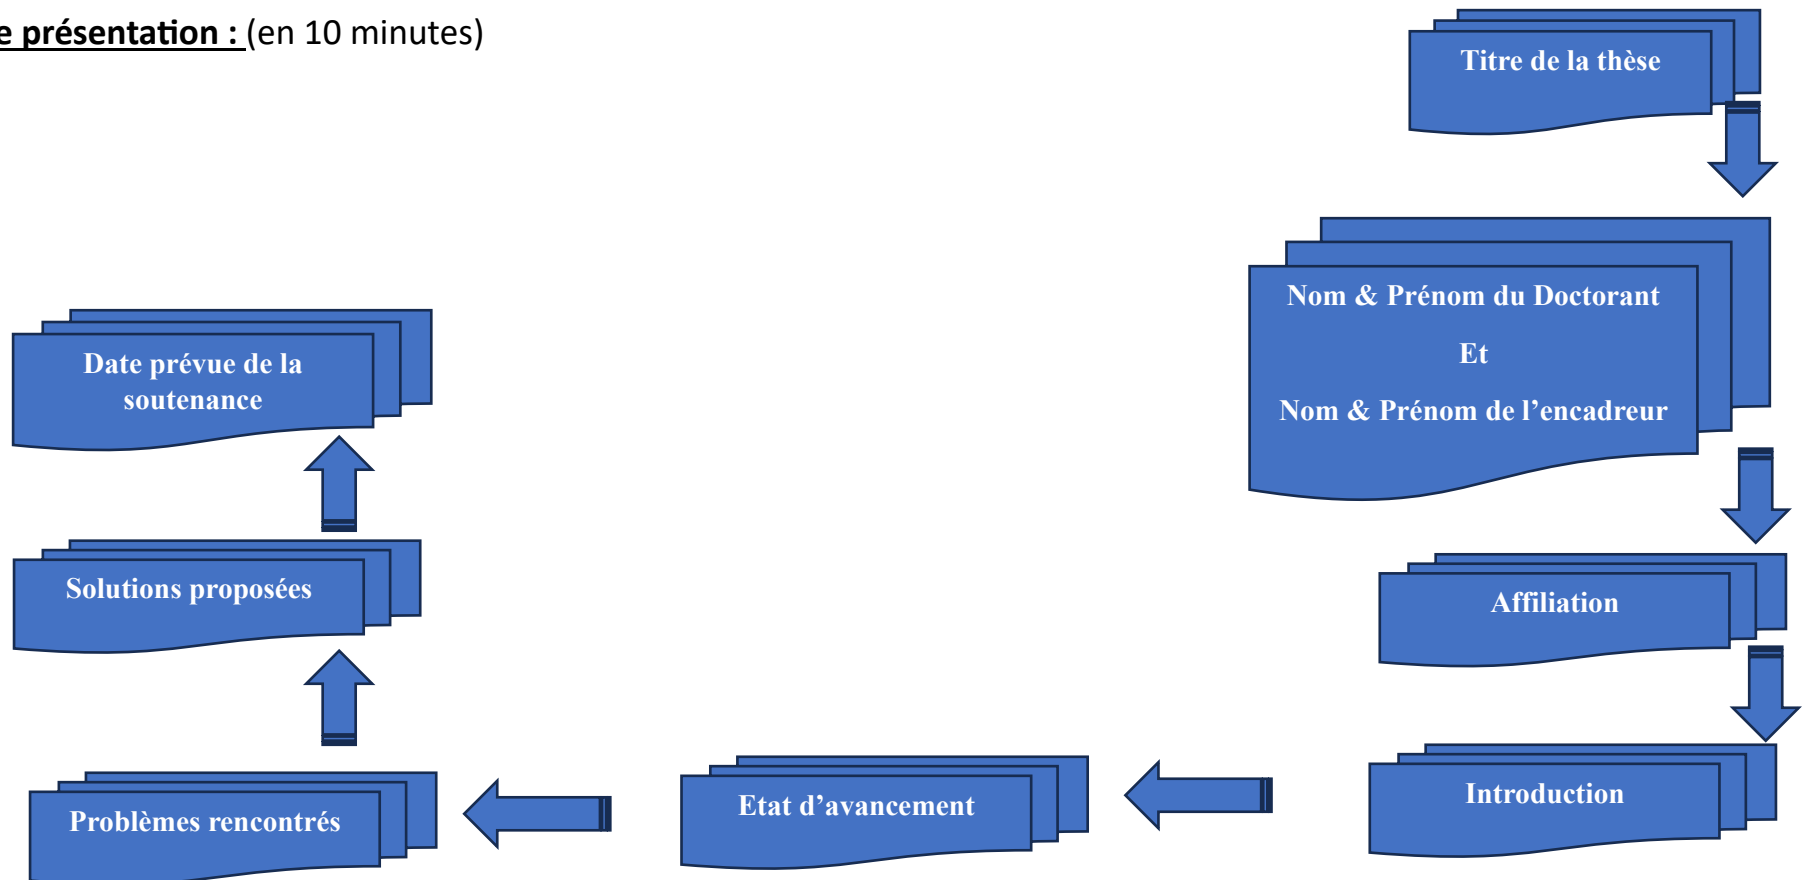 e présentation : (en 10 minutes)
Titre de la thèse
Nom & Prénom du Doctorant
Et
Nom & Prénom de l’encadreur
Affiliation
Introduction
Etat d’avancement
Problèmes rencontrés
Solutions proposées
Date prévue de la
soutenance